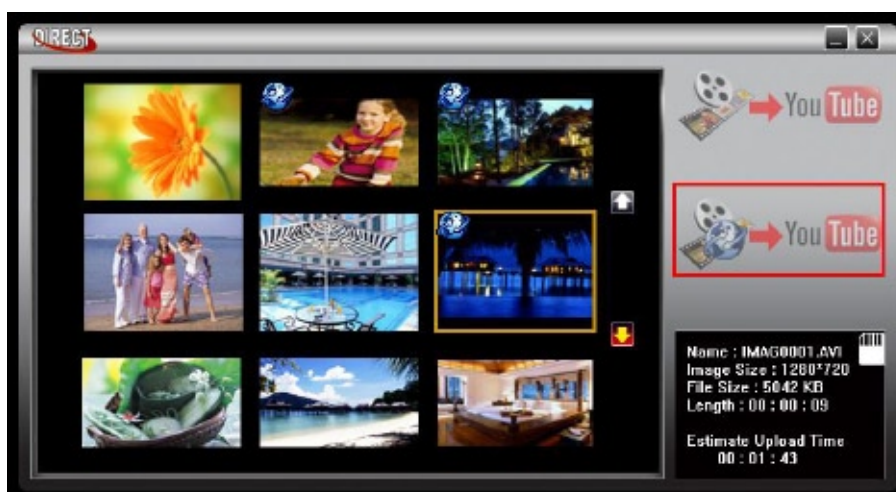 DIRECT
You Tube
You Tube
Name : IMAG0001.AVI
Image Size : 1280*720
File Size : 5042 KB
Length : 00 : 00 : 09
Estimate Upload Time
00 : 01 : 43